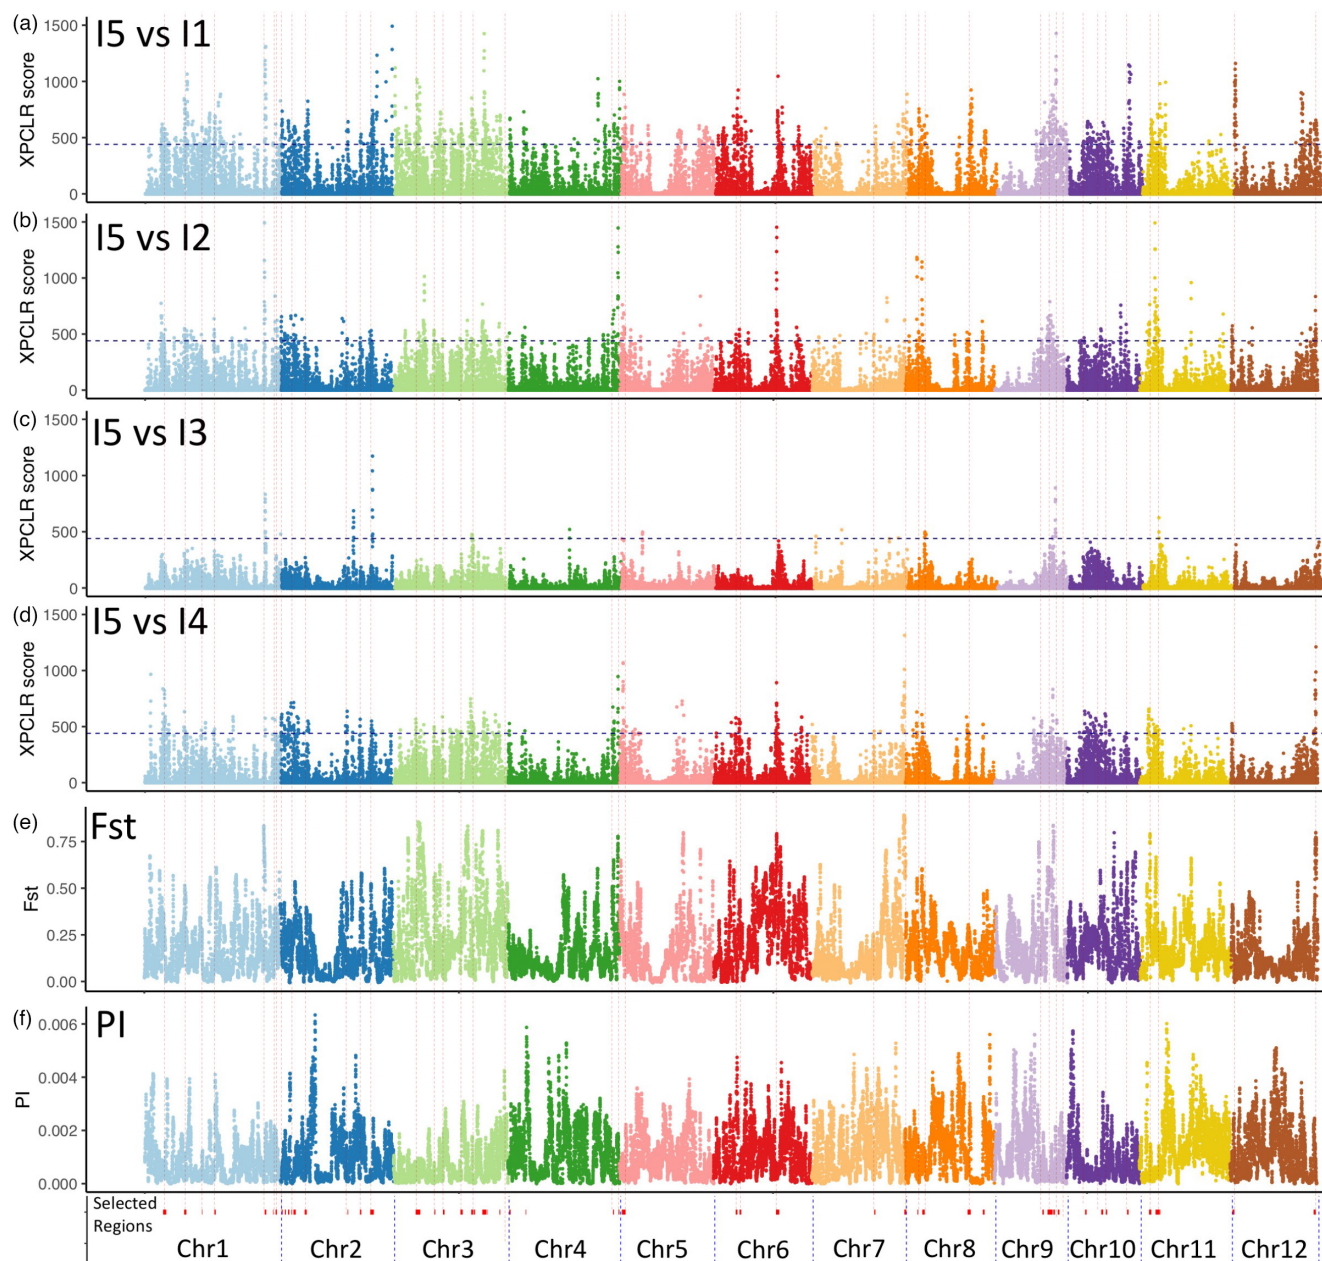 (a)
I5 vs I1
XPCLR score
1500
1000
500
0
(b)
I5 vs I2
XPCLR score
1500
1000
500
0
(c)
I5 vs I3
XPCLR score
1500
1000
500
0
(d)
I5 vs I4
XPCLR score
1500
1000
500
0
(e)
Fst
Fst
0.75
0.50
0.25
0.00
(f)
PI
PI
0.006
0.004
0.002
0.000
Selected
Regions
Chr1 Chr2 Chr3 Chr4 Chr5 Chr6 Chr7 Chr8 Chr9 Chr10 Chr11 Chr12